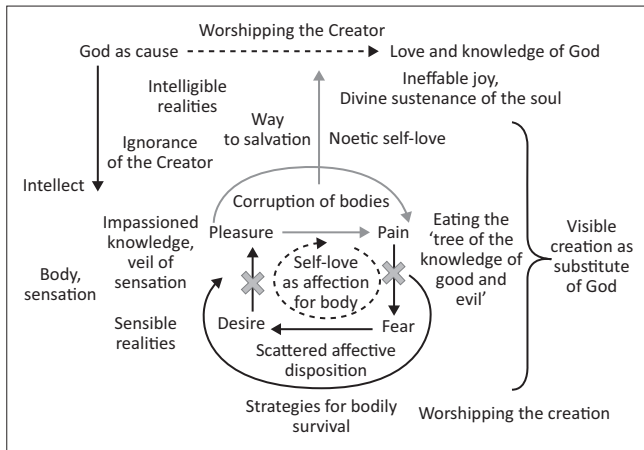 Worshipping the Creator
God as cause
Love and knowledge of God
Intelligible
realities
Ineffable joy,
Divine sustenance of the soul
Way
to salvation
Noetic self-love
Ignorance
of the Creator
Intellect
Corruption of bodies
Impassioned
knowledge,
veil of
sensation
Pleasure
Pain
Eating the
‘tree of the
knowledge of
good and
evil’
Visible
creation as
substitute
of God
Body,
sensation
Self-love
as affection
for body
Sensible
realities
Desire
Fear
Scattered affective
disposition
Strategies for bodily
survival
Worshipping the creation